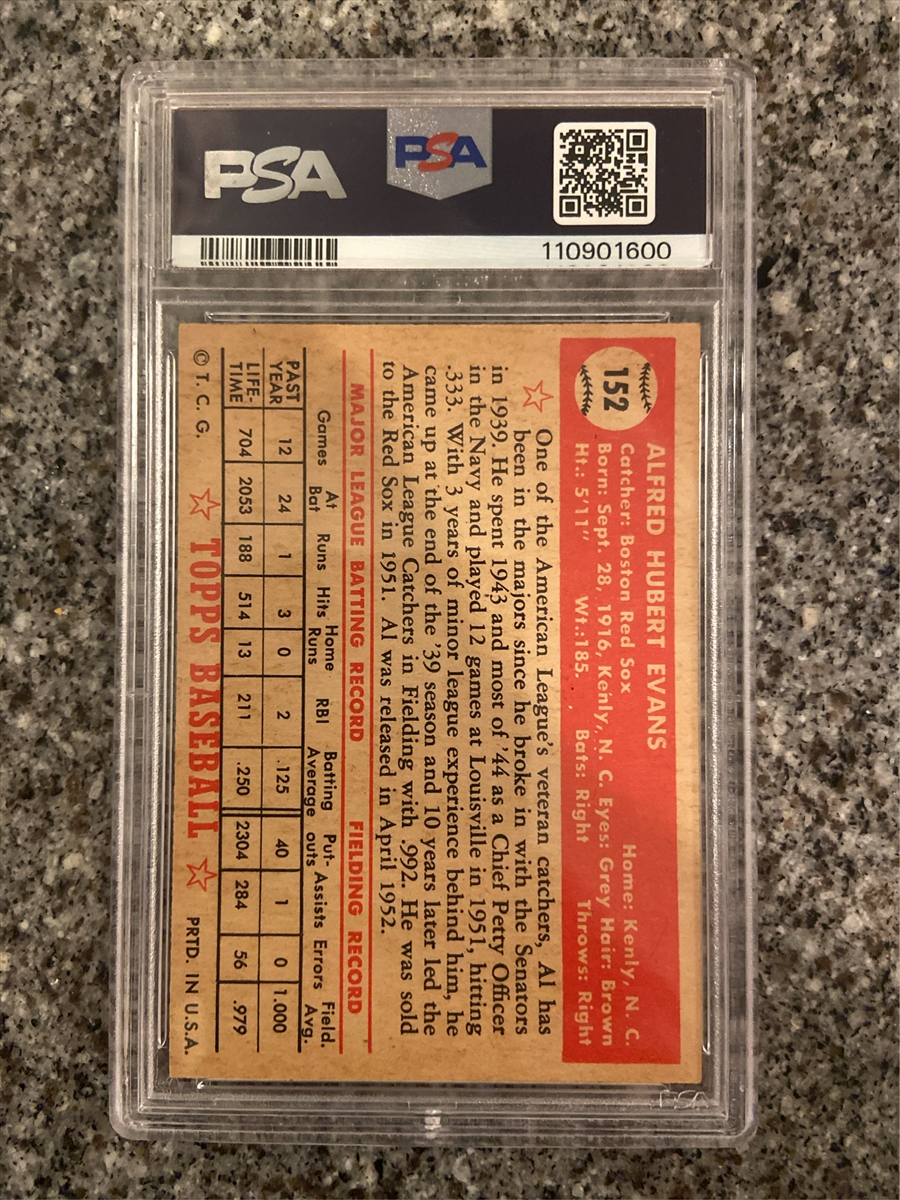 PSA
PSA
110901600
152
ALFRED HUBERT EVANS
Catcher: Boston Red Sox Home: Kenly, N. C.
Born: Sept. 28, 1916, Kenly, N. C. Eyes: Grey Hair: Brown
Ht.: 5'11" Wt.:185. Bats: Right Throws: Right
One of the American League's veteran catchers, Al has
been in the majors since he broke in with the Senators
in 1939. He spent 1943 and most of '44 as a Chief Petty Officer
in the Navy and played 12 games at Louisville in 1951, hitting
.333. With 3 years of minor league experience behind him, he
came up at the end of the '39 season and 10 years later led the
American League Catchers in Fielding with .992. He was sold
to the Red Sox in 1951. Al was released in April 1952.
MAJOR LEAGUE BATTING RECORD FIELDING RECORD
Games At Bat Runs Hits Home Runs RBI Batting Average Put-outs Assists Errors Field. Avg.
PAST YEAR 12 24 1 3 0 2 .125 40 1 0 1.000
LIFE-TIME 704 2053 188 514 13 211 .250 2304 284 56 .979
© T. C. G. TOPPS BASEBALL PRTD. IN U.S.A.
PSA